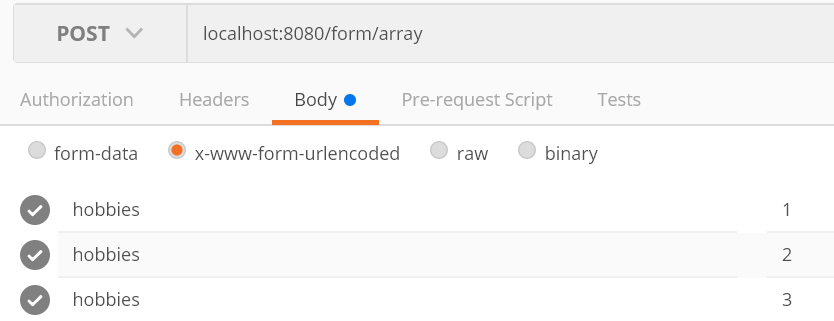 POST localhost:8080/form/array
Authorization Headers Body Pre-request Script Tests
form-data x-www-form-urlencoded raw binary
hobbies 1
hobbies 2
hobbies 3